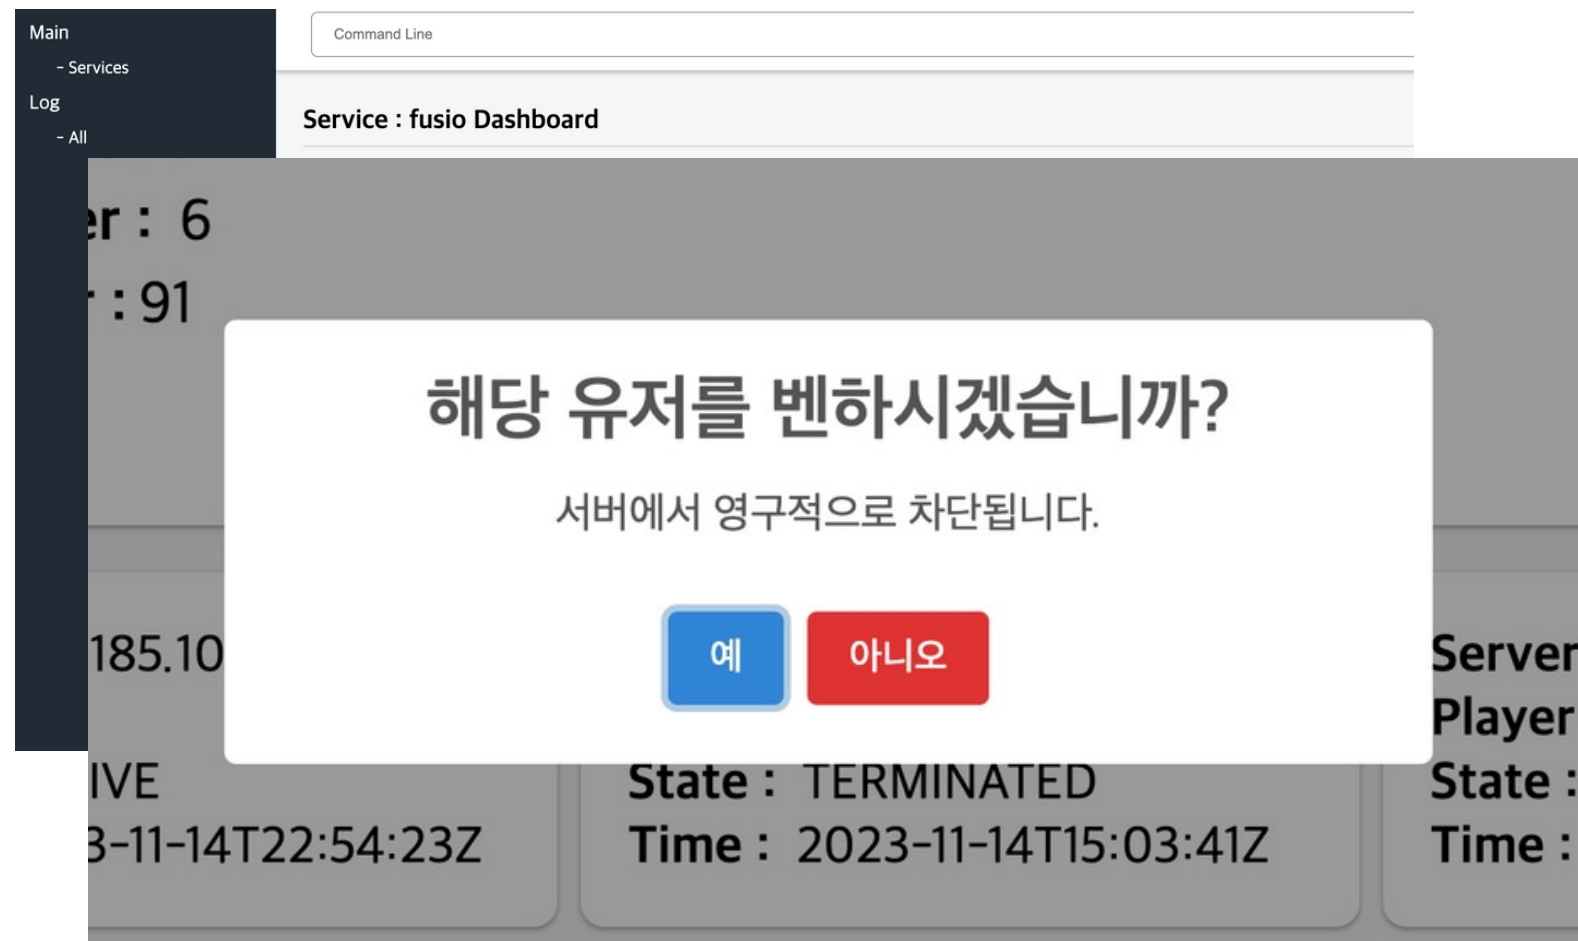 Main
- Services
Log
- All
Command Line
Service : fusio Dashboard
er : 6
: 91
해당 유저를 벤하시겠습니까?
서버에서 영구적으로 차단됩니다.
예
아니오
185.10
IVE
3-11-14T22:54:23Z
State : TERMINATED
Time : 2023-11-14T15:03:41Z
Server
Player
State :
Time :